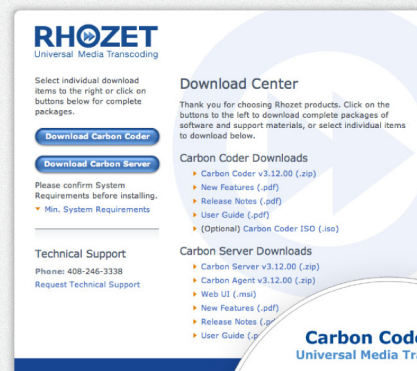 RHOZET
Universal Media Transcoding
Select individual download
items to the right or click on
buttons below for complete
packages.
Download Carbon Coder
Download Carbon Server
Please confirm System
Requirements before installing.
Min. System Requirements
Technical Support
Phone: 408-246-3338
Request Technical Support
Download Center
Thank you for choosing Rhozet products. Click on the
buttons to the left to download complete packages of
software and support materials, or select individual items
to download below.
Carbon Coder Downloads
Carbon Coder v3.12.00 (.zip)
New Features (.pdf)
Release Notes (.pdf)
User Guide (.pdf)
(Optional) Carbon Coder ISO (.iso)
Carbon Server Downloads
Carbon Server v3.12.00 (.zip)
Carbon Agent v3.12.00 (.zip)
Web UI (.msi)
New Features (.pdf)
Release Notes (.pd
User Guide (.p
Carbon Code
Universal Media Tra